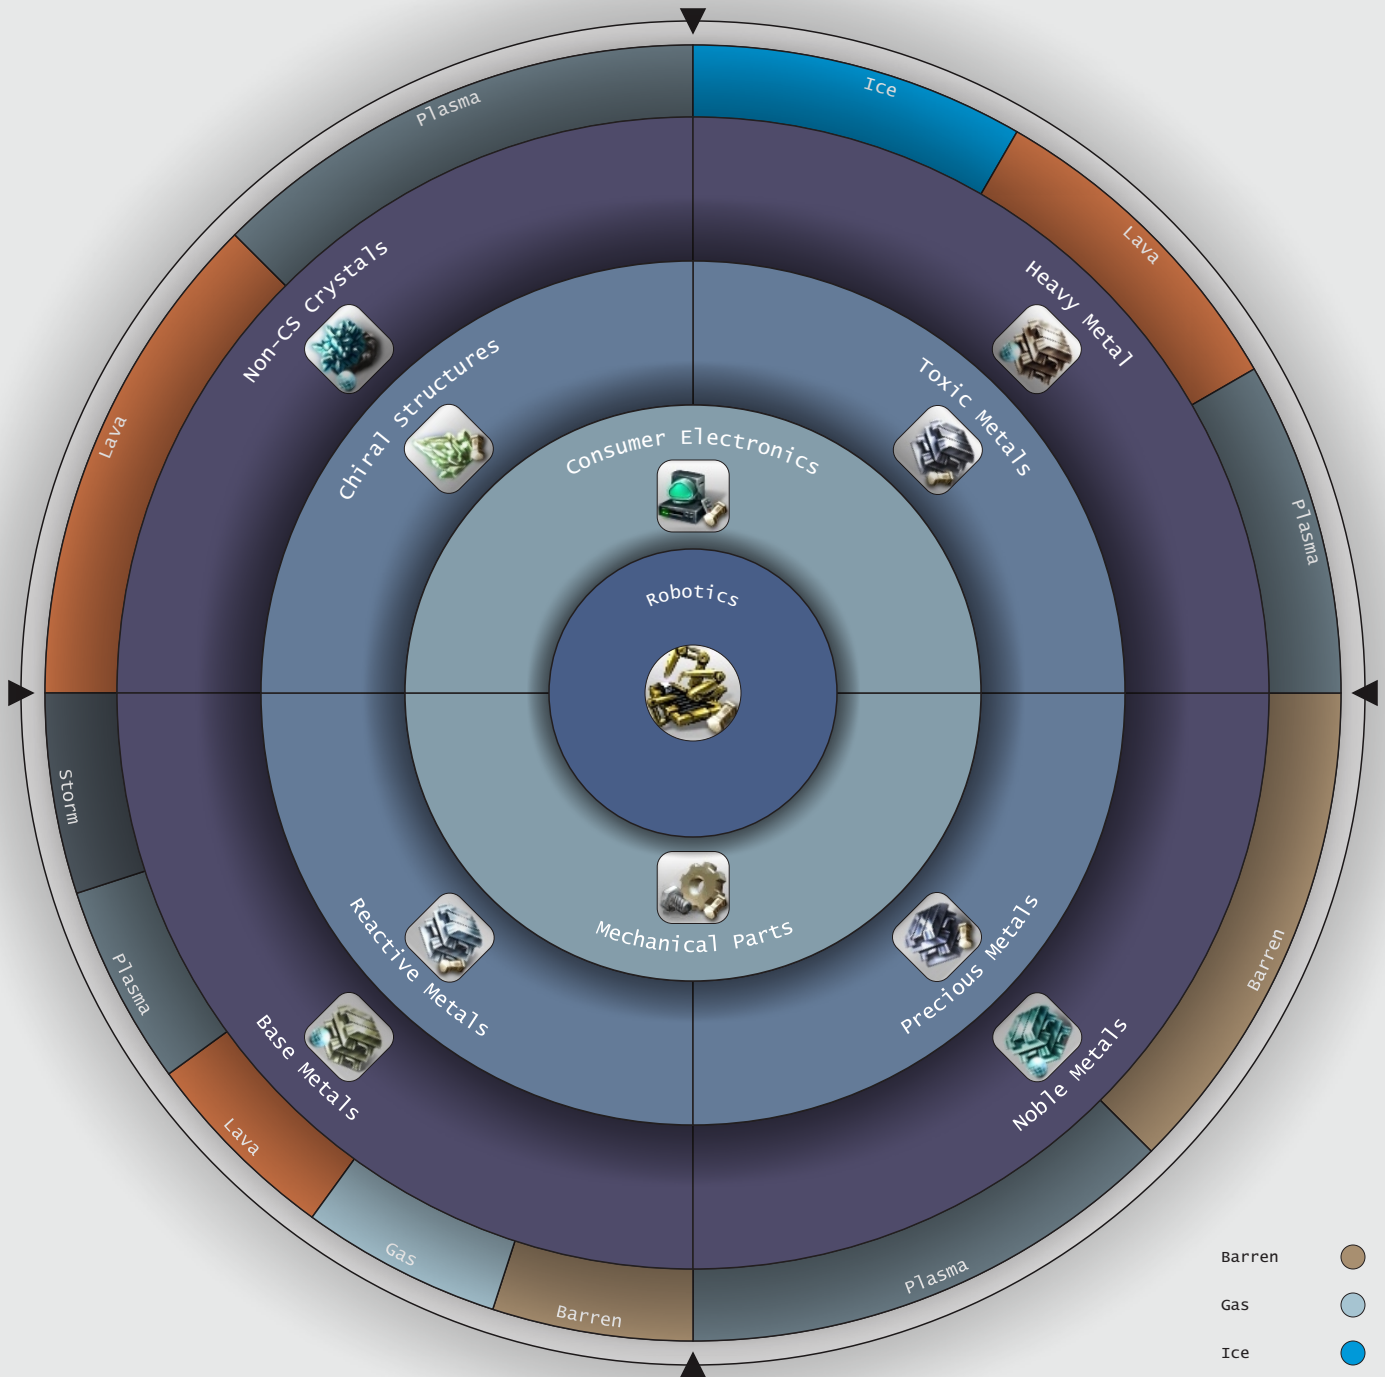 Plasma
Ice
Lava
Non-CS Crystals
Heavy Metal
Chiral Structures
Toxic Metals
Lava
Consumer Electronics
Plasma
Robotics
Storm
Reactive Metals
Mechanical Parts
Precious Metals
Barren
Plasma
Base Metals
Noble Metals
Lava
Gas
Barren
Plasma
Barren
Gas
Ice